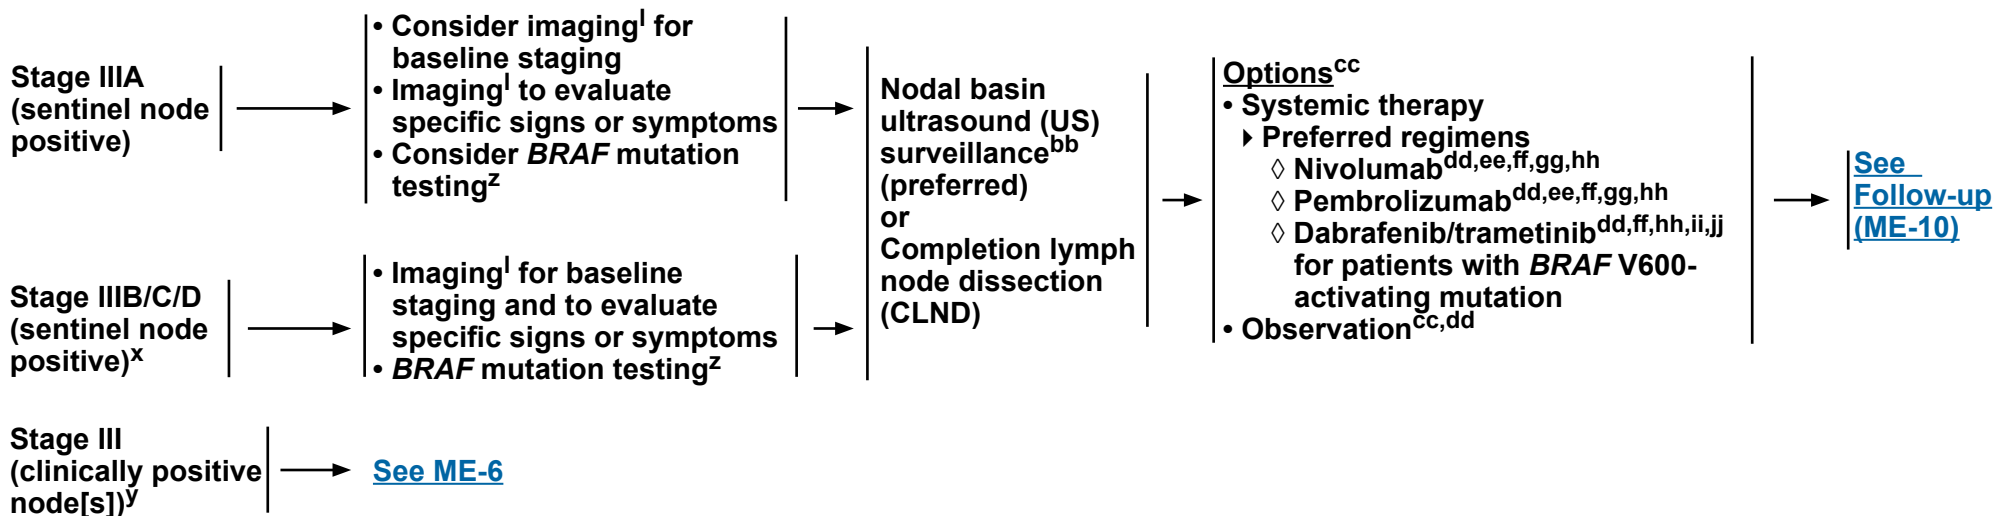 Stage IIIA
(sentinel node
positive)
• Consider imagingˡ for
baseline staging
• Imagingˡ to evaluate
specific signs or symptoms
• Consider BRAF mutation
testingᶻ
Stage IIIB/C/D
(sentinel node
positive)ˣ
• Imagingˡ for baseline
staging and to evaluate
specific signs or symptoms
• BRAF mutation testingᶻ
Nodal basin
ultrasound (US)
surveillanceᵇᵇ
(preferred)
or
Completion lymph
node dissection
(CLND)
Optionsᶜᶜ
• Systemic therapy
▸ Preferred regimens
◊ Nivolumabᵈᵈ,ᵉᵉ,ᶠᶠ,ᵍᵍ,ʰʰ
◊ Pembrolizumabᵈᵈ,ᵉᵉ,ᶠᶠ,ᵍᵍ,ʰʰ
◊ Dabrafenib/trametinibᵈᵈ,ᶠᶠ,ʰʰ,ⁱⁱ,ʲʲ
for patients with BRAF V600-
activating mutation
• Observationᶜᶜ,ᵈᵈ
See
Follow-up
(ME-10)
Stage III
(clinically positive
node[s])ʸ
See ME-6